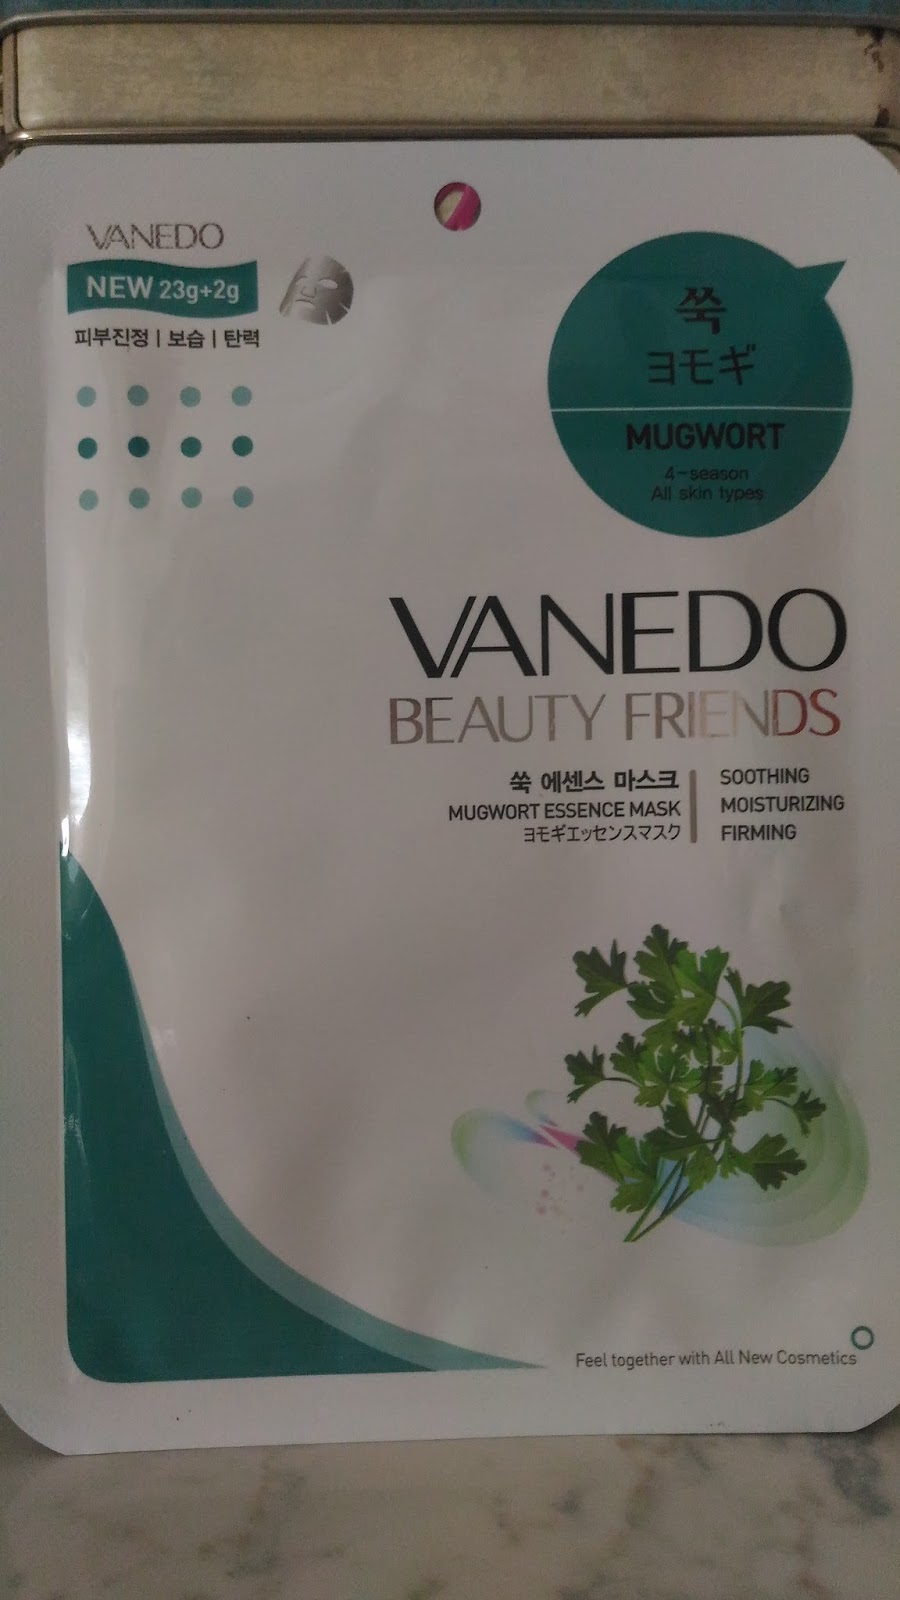 VANEDO
NEW 23g+2g
피부진정 | 보습 | 탄력
쑥
ヨモギ
MUGWORT
4-season
All skin types
VANEDO
BEAUTY FRIENDS
쑥 에센스 마스크
MUGWORT ESSENCE MASK
ヨモギエッセンスマスク
SOOTHING
MOISTURIZING
FIRMING
Feel together with All New Cosmetics